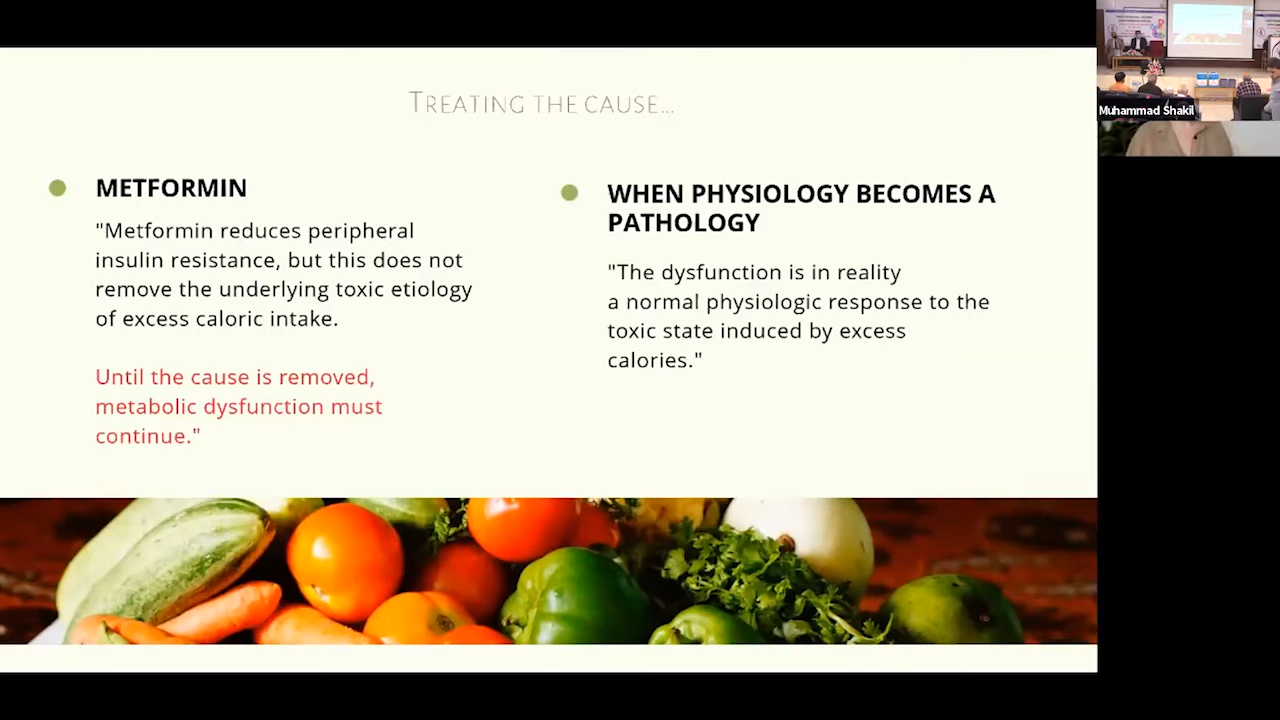 TREATING THE CAUSE...
METFORMIN
"Metformin reduces peripheral
insulin resistance, but this does not
remove the underlying toxic etiology
of excess caloric intake.
Until the cause is removed,
metabolic dysfunction must
continue."
WHEN PHYSIOLOGY BECOMES A
PATHOLOGY
"The dysfunction is in reality
a normal physiologic response to the
toxic state induced by excess
calories."
Muhammad Shakil